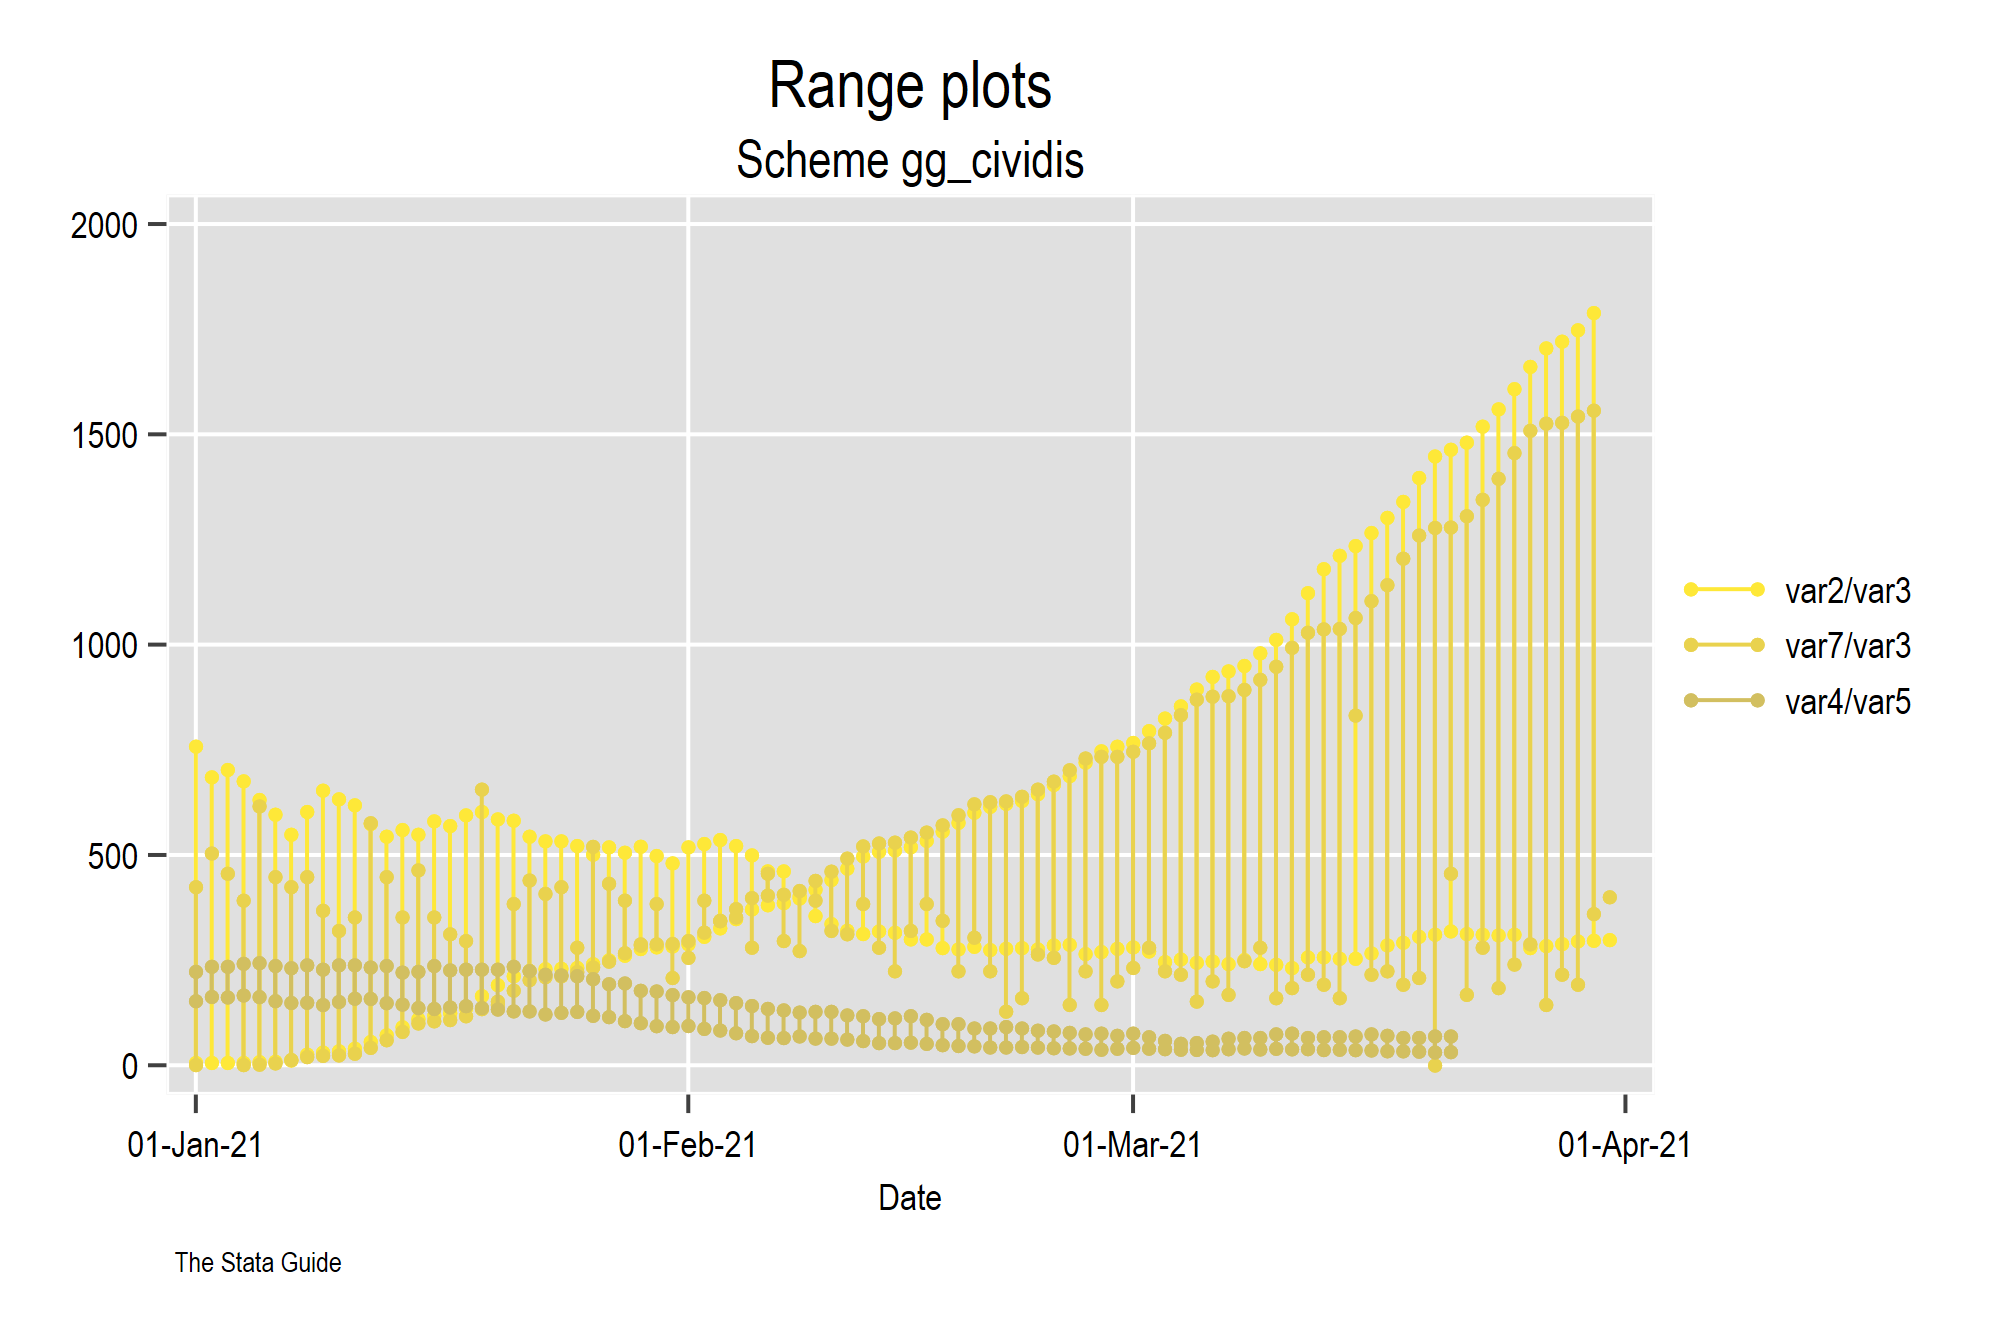 Range plots
Scheme gg_cividis
2000
1500
1000
500
0
01-Jan-21
01-Feb-21
01-Mar-21
01-Apr-21
Date
var2/var3
var7/var3
var4/var5
The Stata Guide